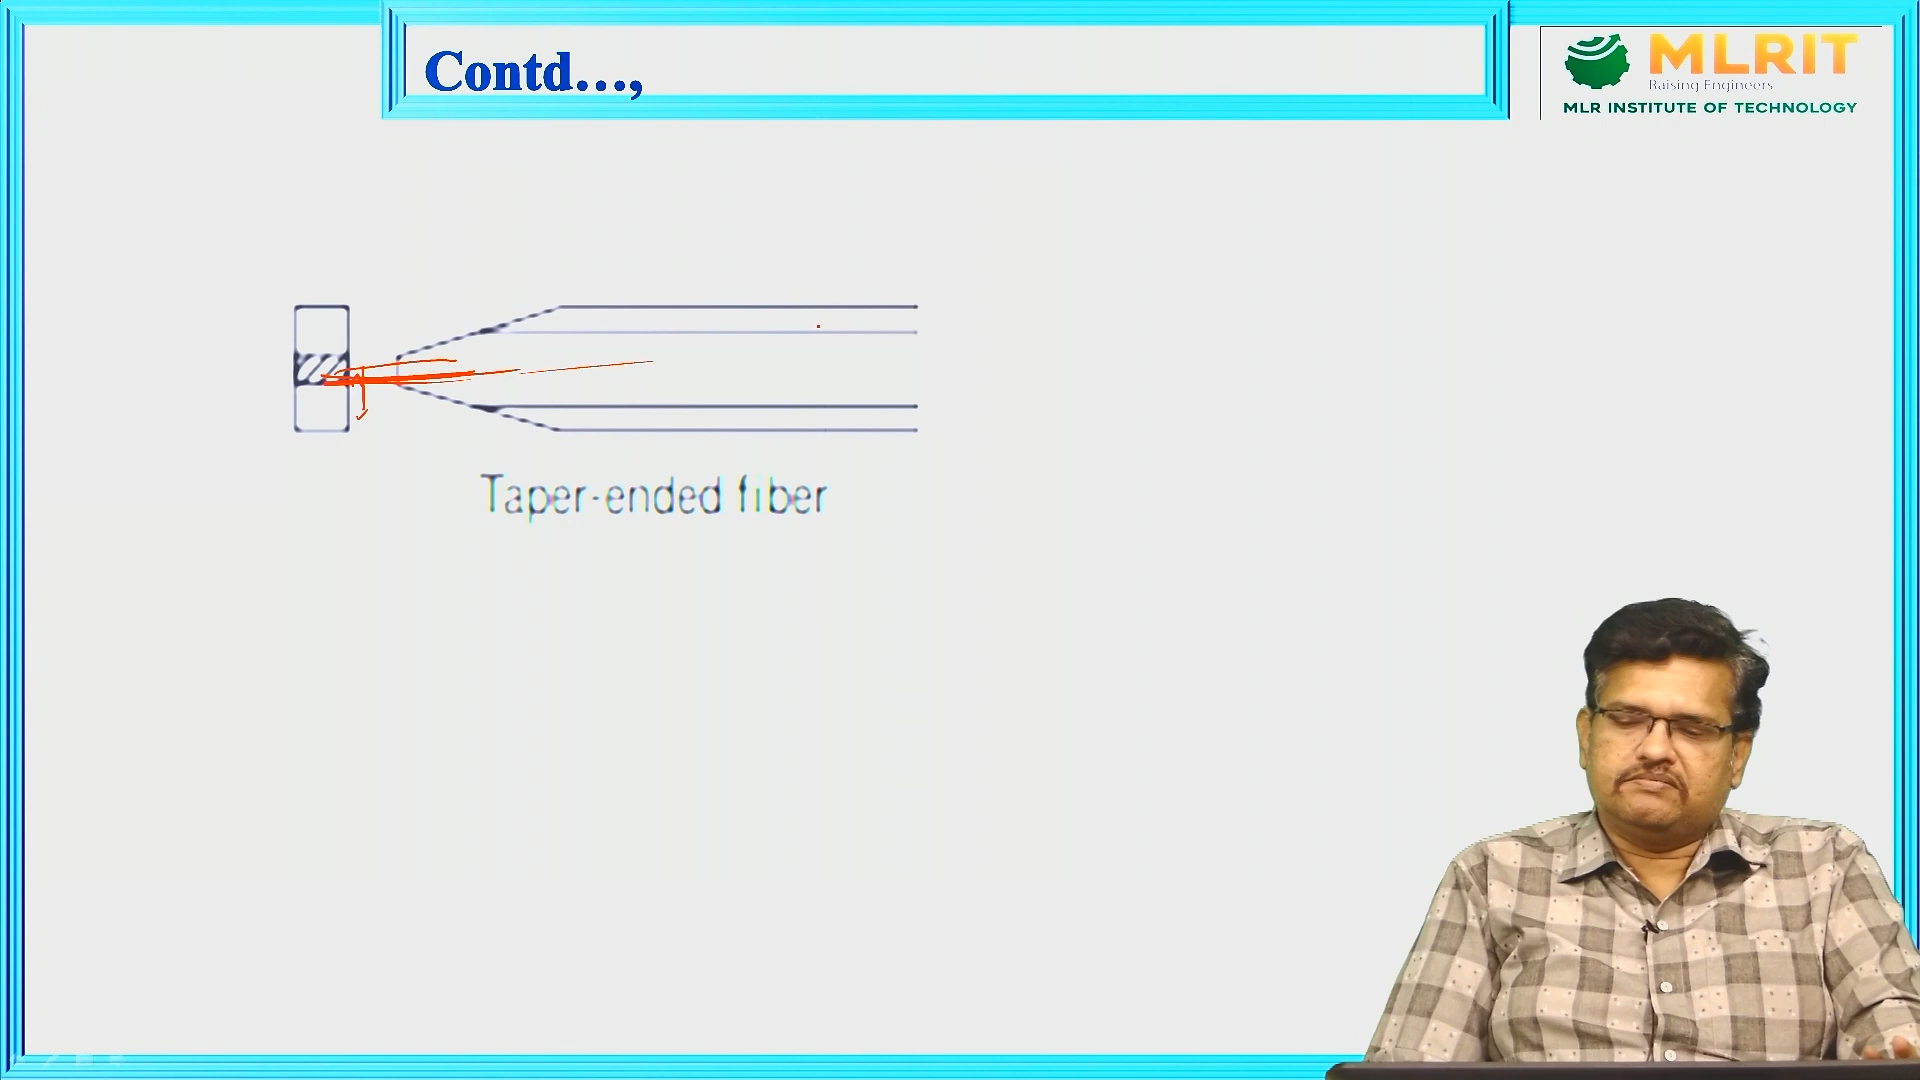 Contd...,
MLRIT
Raising Engineers
MLR INSTITUTE OF TECHNOLOGY
Taper-ended fiber